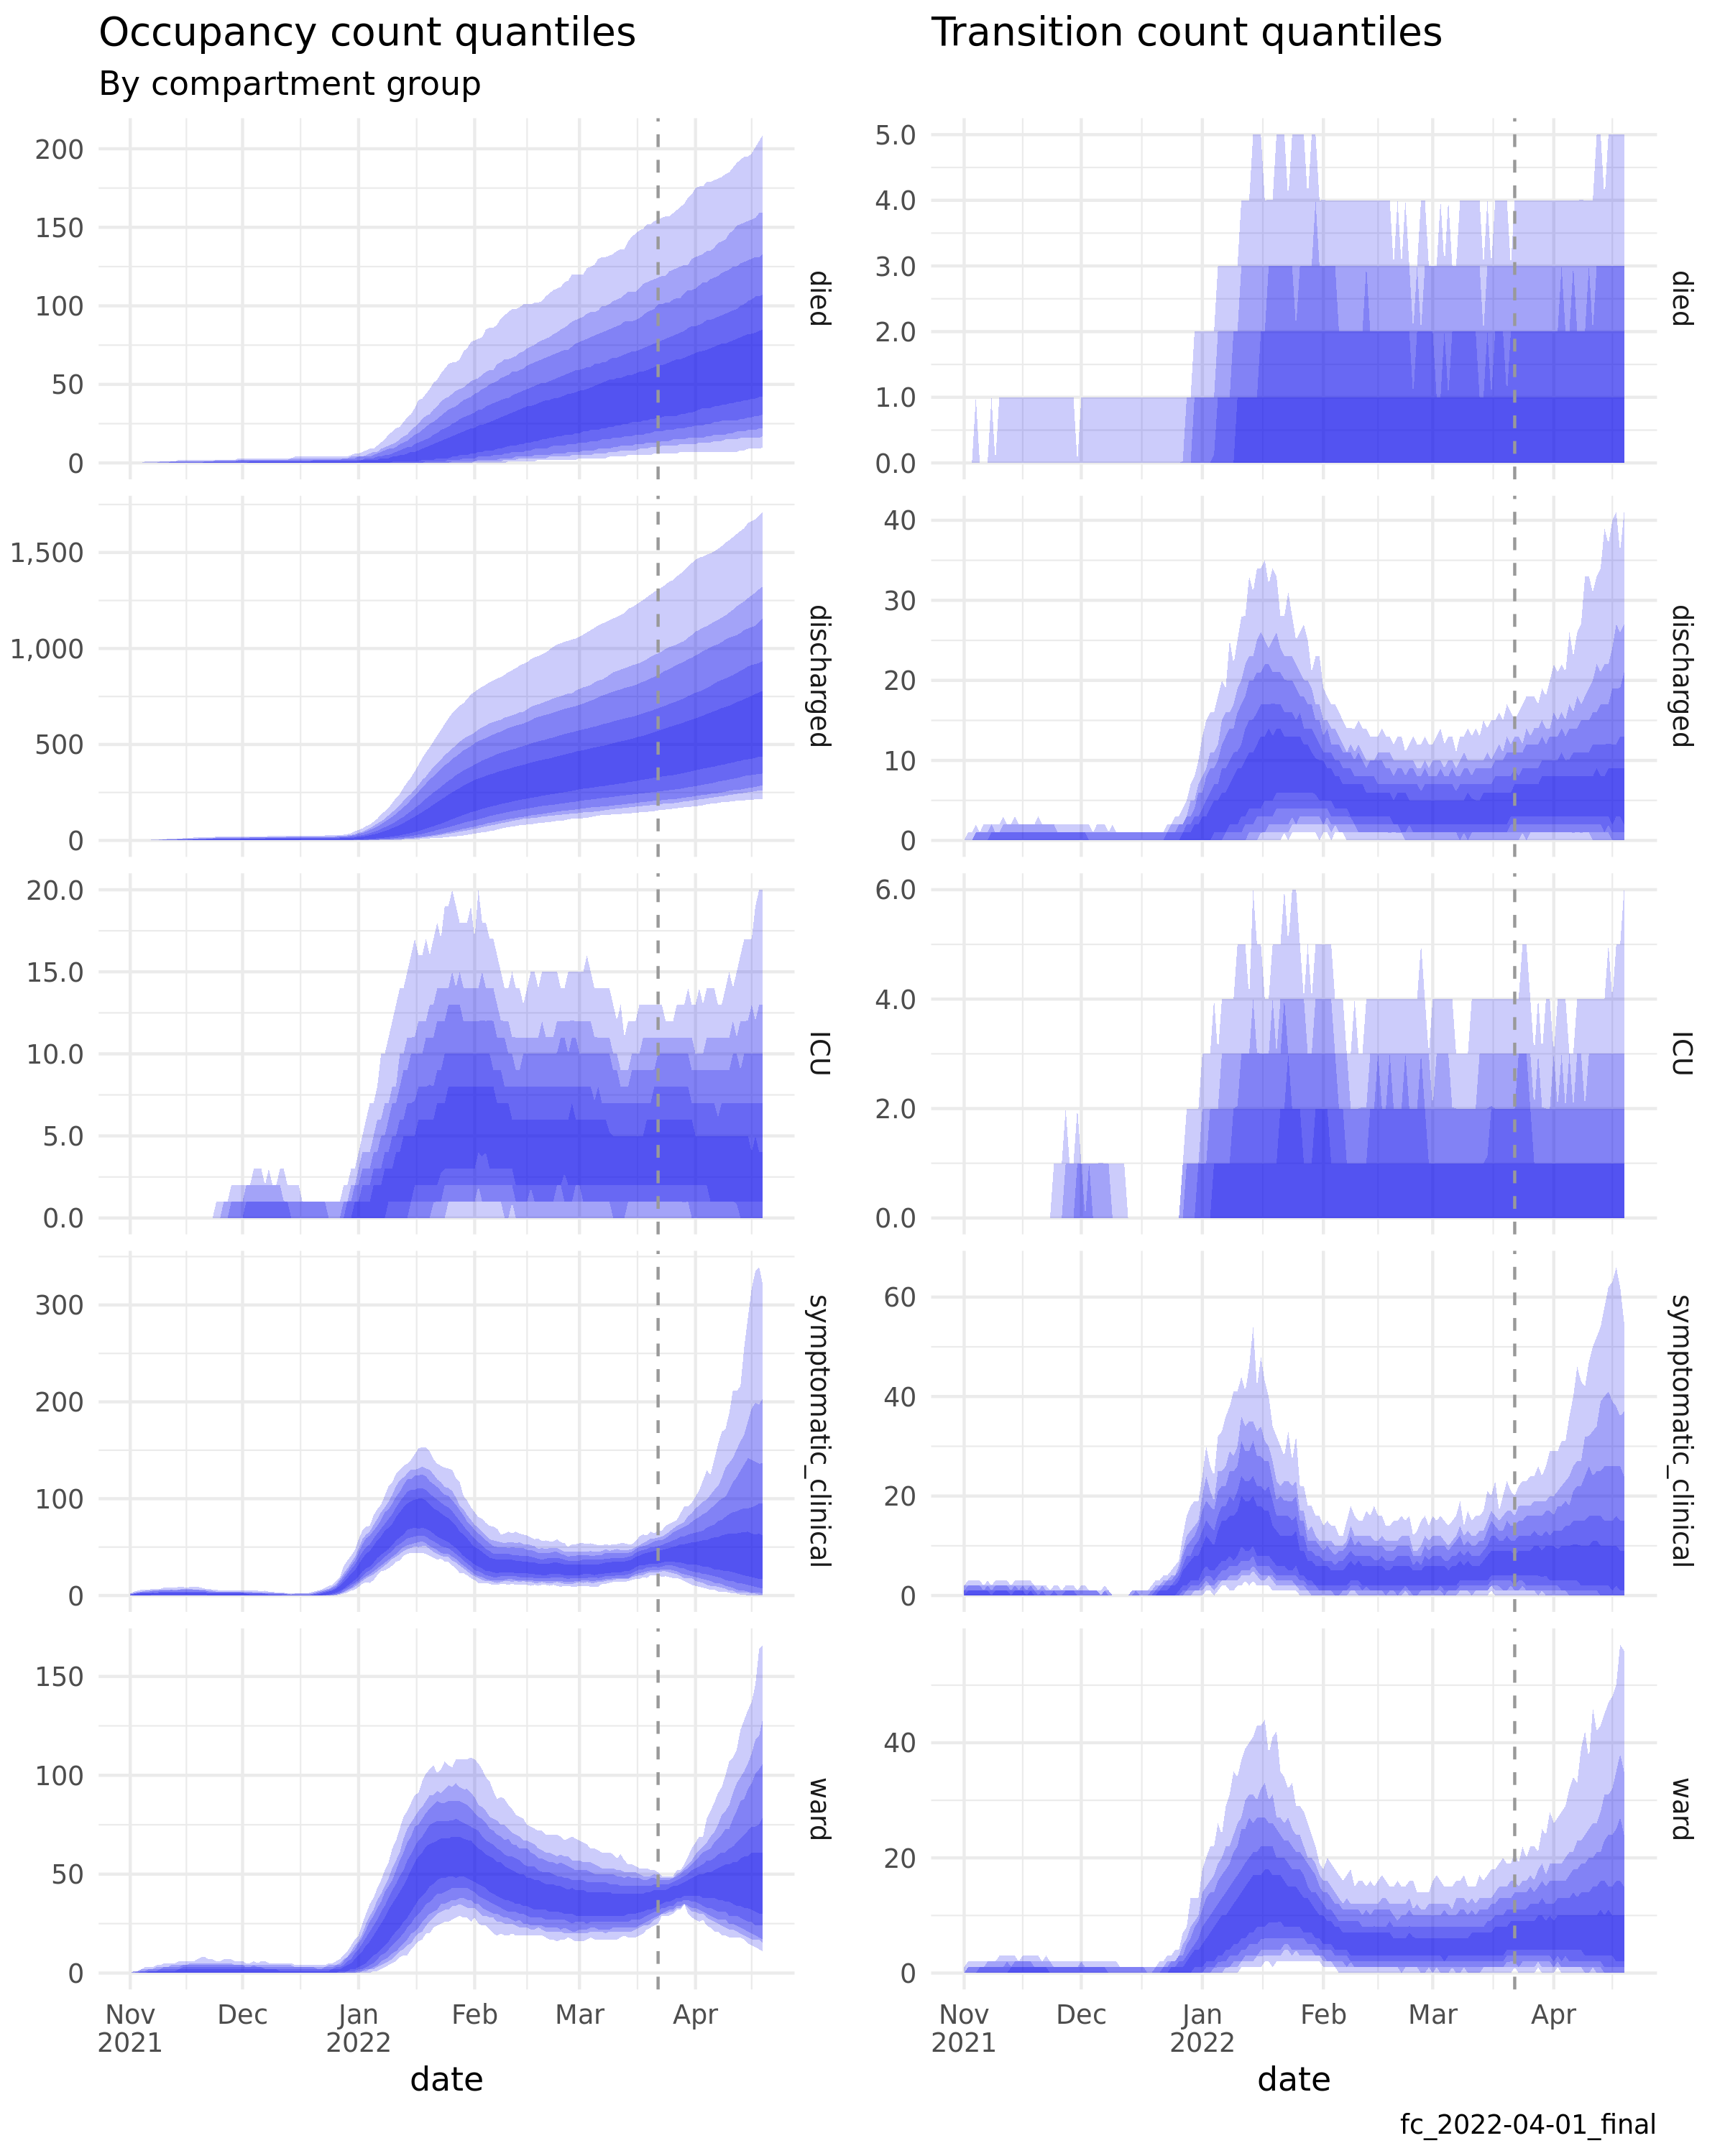 Occupancy count quantiles
By compartment group
200
150
100
50
0
died
1,500
1,000
500
0
discharged
20.0
15.0
10.0
5.0
0.0
ICU
300
200
100
0
symptomatic_clinical
150
100
50
0
ward
Nov Dec Jan Feb Mar Apr
2021 2022
date
Transition count quantiles
5.0
4.0
3.0
2.0
1.0
0.0
died
40
30
20
10
0
discharged
6.0
4.0
2.0
0.0
ICU
60
40
20
0
symptomatic_clinical
40
20
0
ward
Nov Dec Jan Feb Mar Apr
2021 2022
date
fc_2022-04-01_final